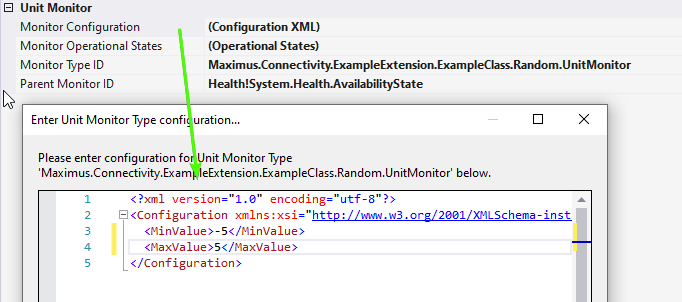 Unit Monitor
Monitor Configuration (Configuration XML)
Monitor Operational States (Operational States)
Monitor Type ID Maximus.Connectivity.ExampleExtension.ExampleClass.Random.UnitMonitor
Parent Monitor ID Health!System.Health.AvailabilityState
Enter Unit Monitor Type configuration...
Please enter configuration for Unit Monitor Type
'Maximus.Connectivity.ExampleExtension.ExampleClass.Random.UnitMonitor' below.
1 <?xml version="1.0" encoding="utf-8"?>
2 <Configuration xmlns:xsi="http://www.w3.org/2001/XMLSchema-inst
3 <MinValue>-5</MinValue>
4 <MaxValue>5</MaxValue>
5 </Configuration>